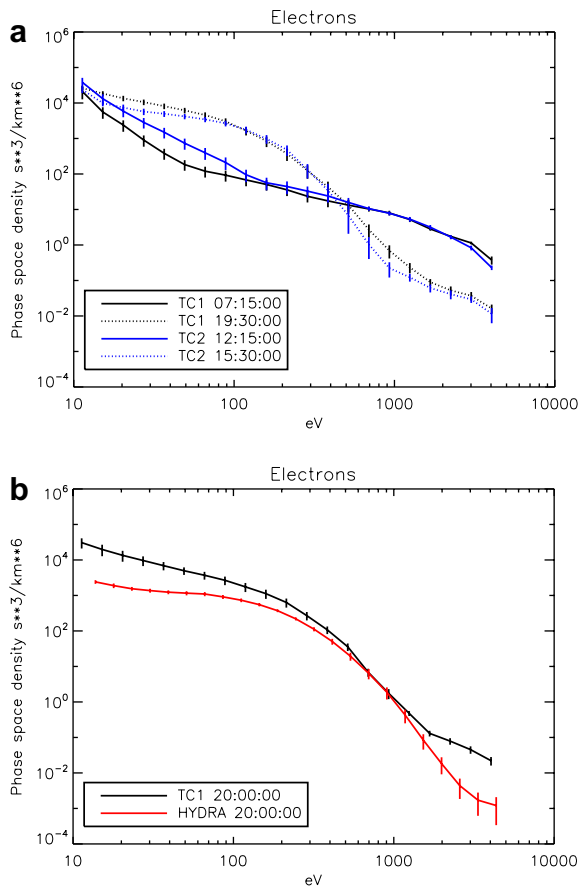 a
Electrons
Phase space density s**3/km**6
10^6
10^4
10^2
10^0
10^-2
10^-4
TC1 07:15:00
TC1 19:30:00
TC2 12:15:00
TC2 15:30:00
10 100 1000 10000
eV
b
Electrons
Phase space density s**3/km**6
10^6
10^4
10^2
10^0
10^-2
10^-4
TC1 20:00:00
HYDRA 20:00:00
10 100 1000 10000
eV